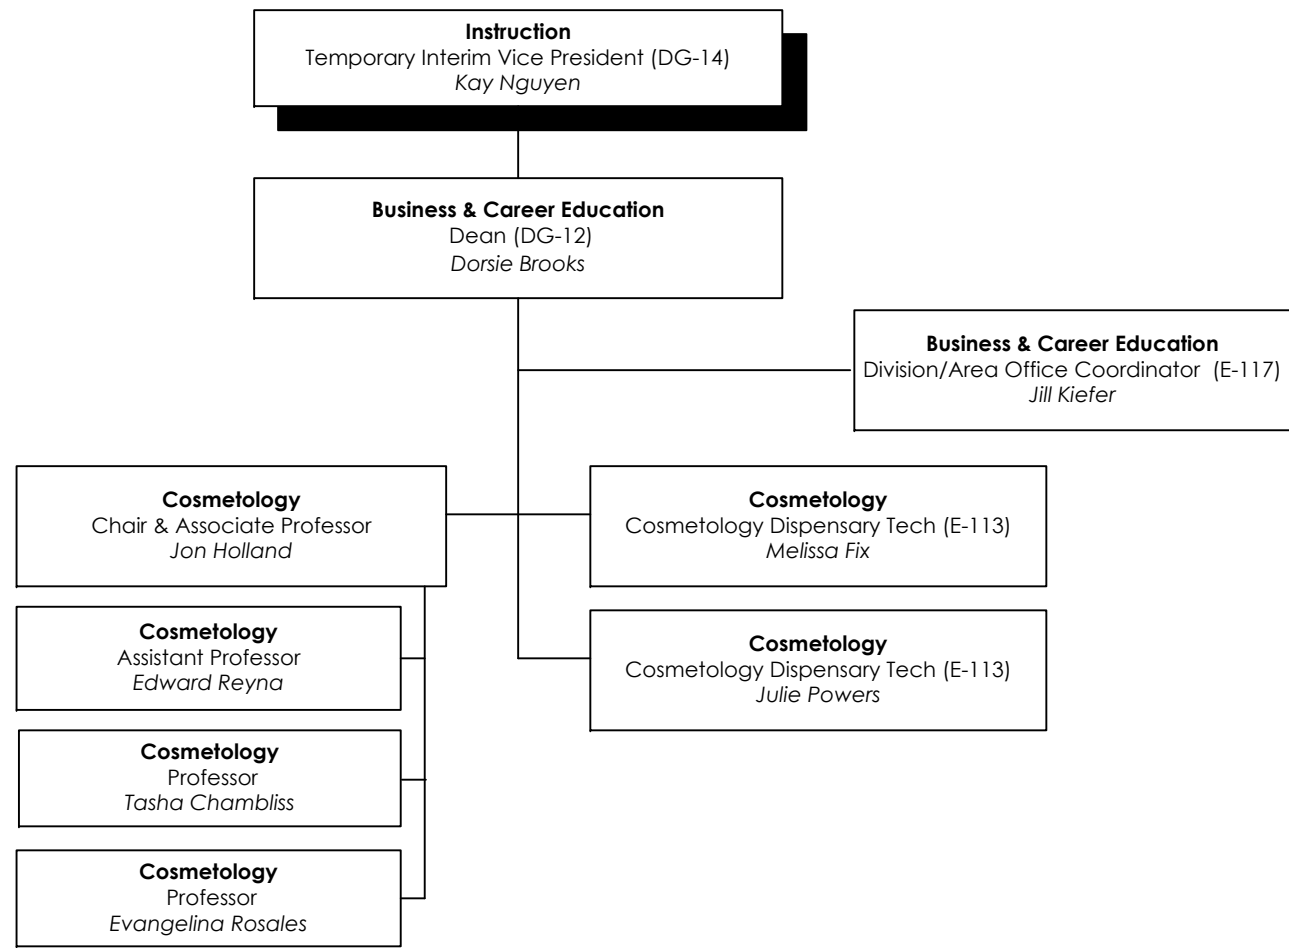 Instruction
Temporary Interim Vice President (DG-14)
Kay Nguyen
Business & Career Education
Dean (DG-12)
Dorsie Brooks
Business & Career Education
Division/Area Office Coordinator  (E-117)
Jill Kiefer
Cosmetology
Chair & Associate Professor
Jon Holland
Cosmetology
Cosmetology Dispensary Tech (E-113)
Melissa Fix
Cosmetology
Assistant Professor
Edward Reyna
Cosmetology
Cosmetology Dispensary Tech (E-113)
Julie Powers
Cosmetology
Professor
Tasha Chambliss
Cosmetology
Professor
Evangelina Rosales